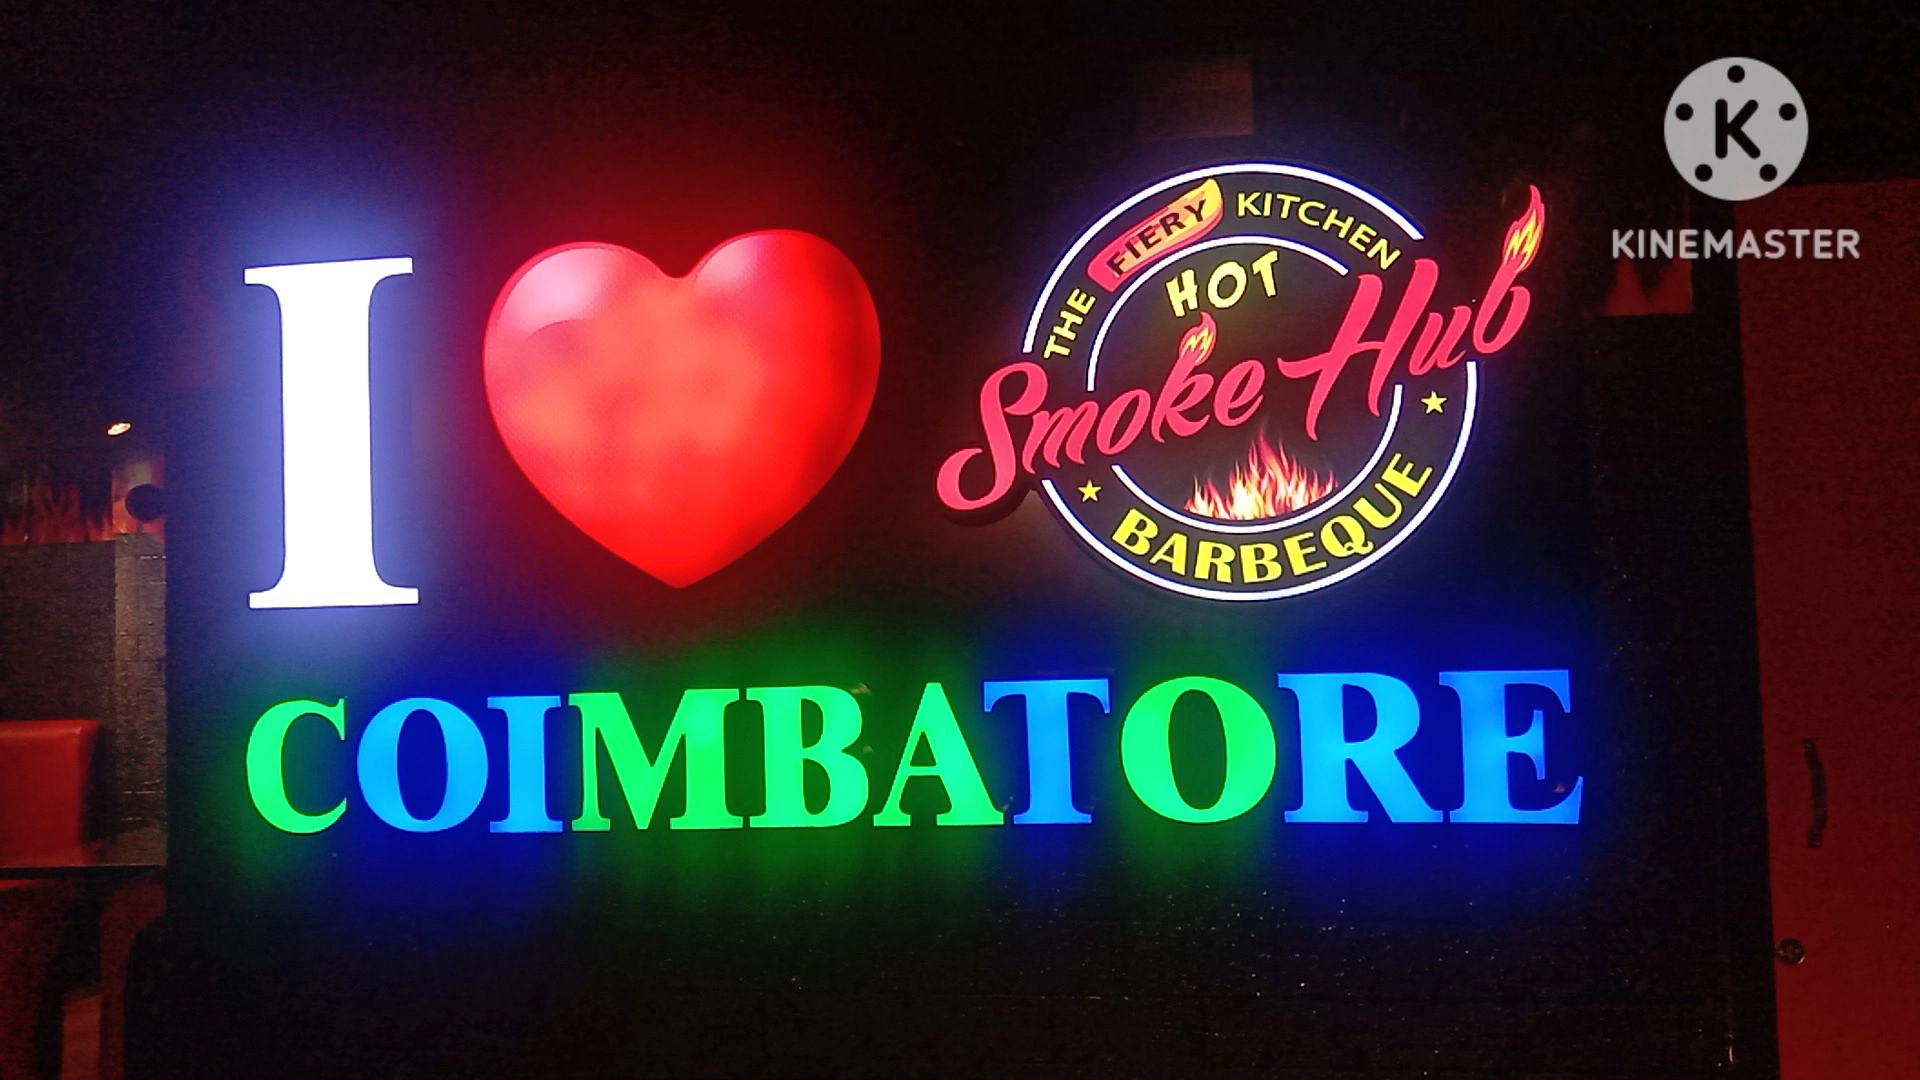 I
THE FIERY KITCHEN
HOT
Smoke Hub
BARBEQUE
COIMBATORE
K
KINEMASTER